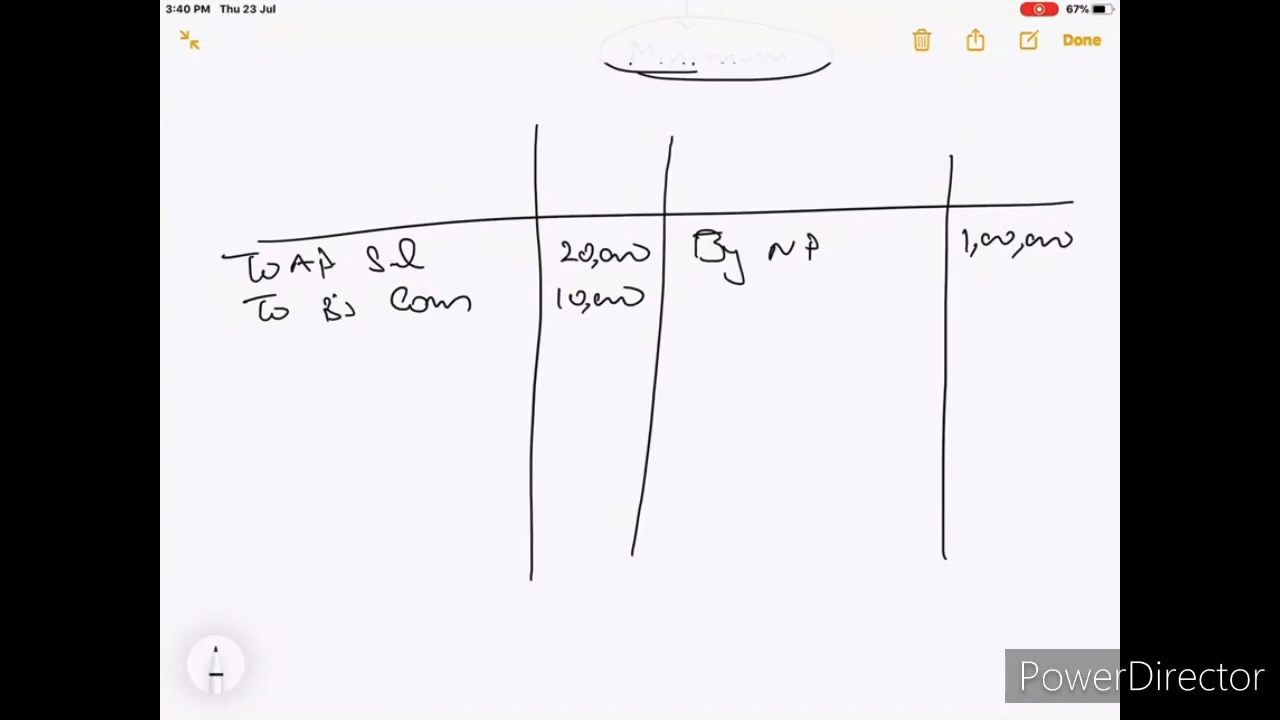 3:40 PM Thu 23 Jul 67%
Done
Minimum
To A's Sal 20,000 By NP 1,00,000
To B's Com 10,000
PowerDirector